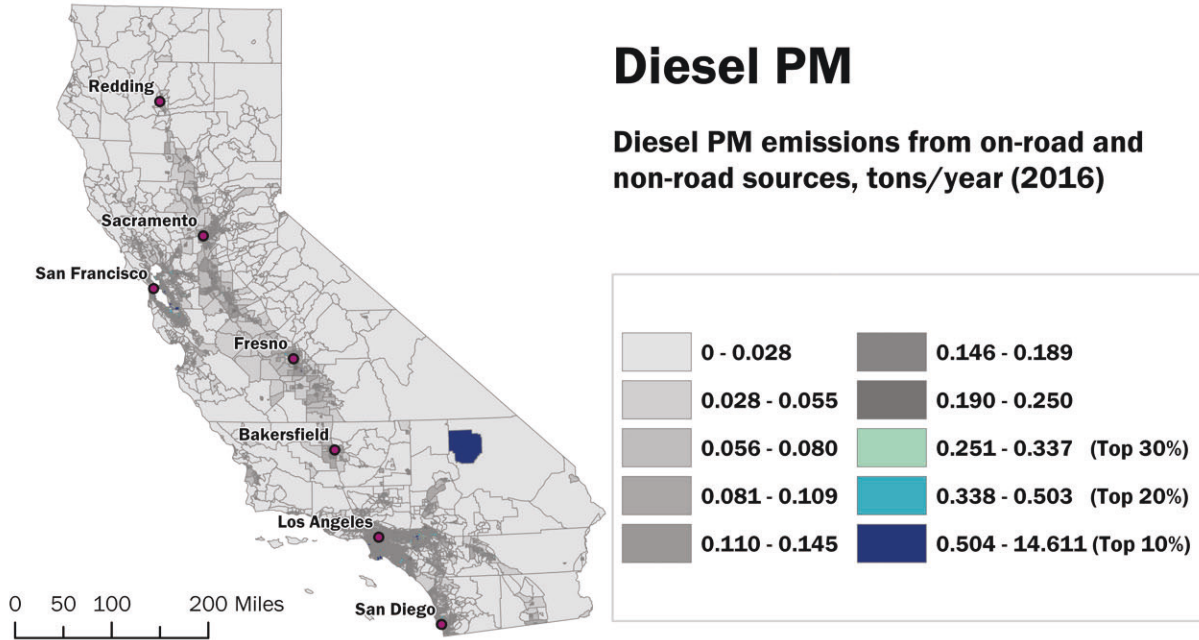 Diesel PM
Diesel PM emissions from on-road and
non-road sources, tons/year (2016)
Redding
Sacramento
San Francisco
Fresno
Bakersfield
Los Angeles
San Diego
0 50 100 200 Miles
0 - 0.028
0.028 - 0.055
0.056 - 0.080
0.081 - 0.109
0.110 - 0.145
0.146 - 0.189
0.190 - 0.250
0.251 - 0.337 (Top 30%)
0.338 - 0.503 (Top 20%)
0.504 - 14.611 (Top 10%)